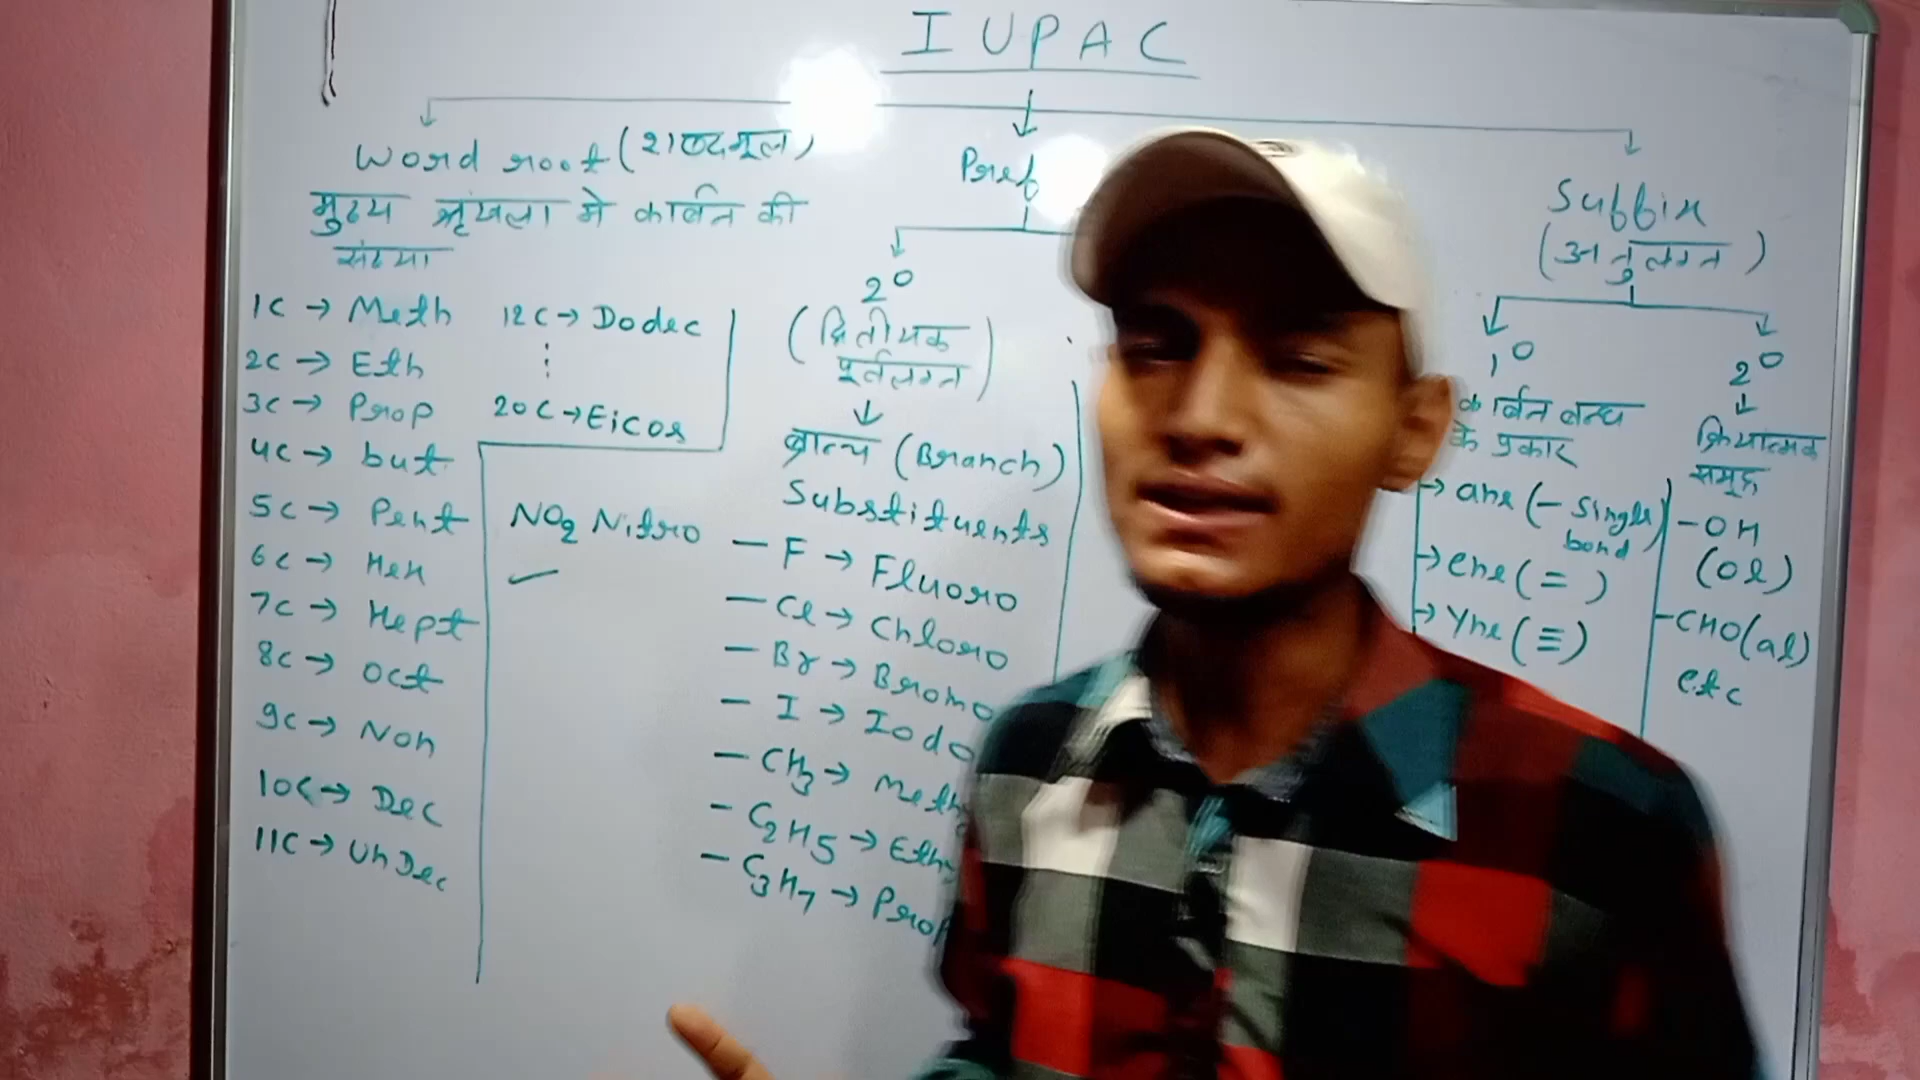 IUPAC
Word root (शब्दमूल)
मुख्य श्रृंखला मे कार्बन की
संख्या
1C → Meth
2C → Eth
3C → Prop
4C → but
5C → Pent
6C → Hex
7C → Hept
8C → Oct
9C → Non
10C → Dec
11C → UnDec
12C → Dodec
20C → Eicos
NO2 Nitro
Pref
2°
(द्वितीयक
पूर्वलग्न)
(Branch)
Substituents
– F → Fluoro
– Cl → Chloro
– Br → Bromo
– I → Iodo
– CH3 → Meth
– C2H5 → Eth
– C3H7 → Prop
Suffix
(अनुलग्न)
1°
कार्बन बन्ध
के प्रकार
→ ane (– Single
bond)
→ ene (=)
→ Yne (≡)
2°
क्रियात्मक
समूह
– OH
(ol)
– CHO (al)
etc